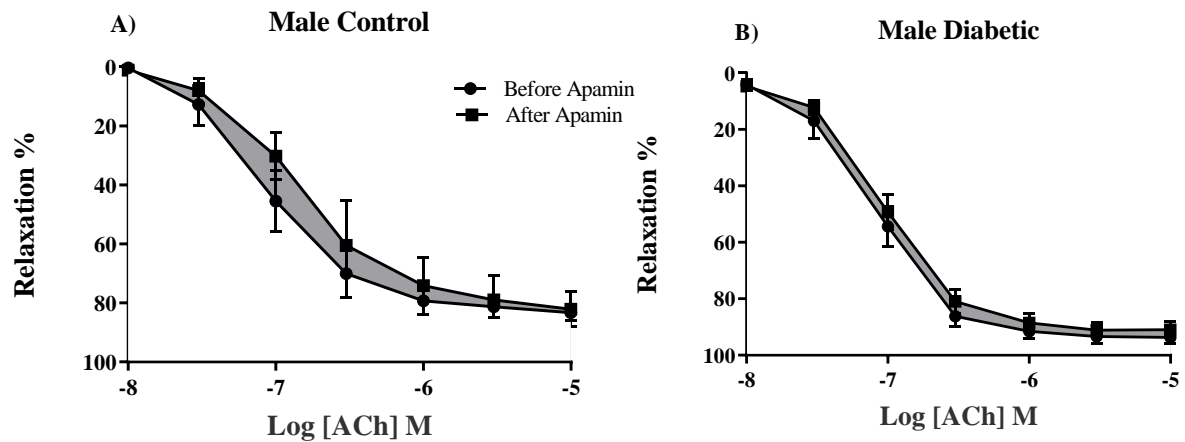 A)
Male Control
0
20
40
60
80
100
Relaxation %
Before Apamin
After Apamin
-8
-7
-6
-5
Log [ACh] M
B)
Male Diabetic
0
20
40
60
80
100
Relaxation %
-8
-7
-6
-5
Log [ACh] M